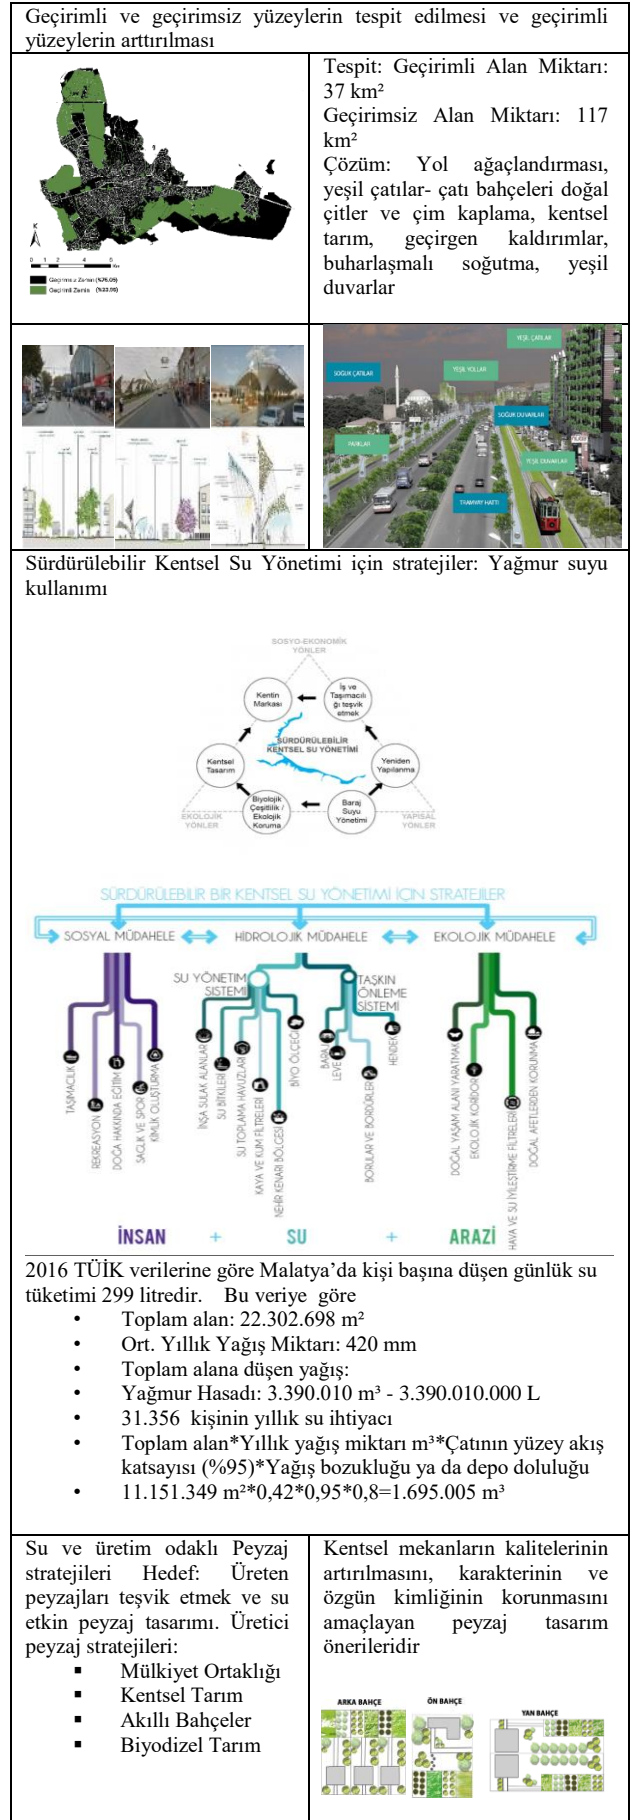 Geçirimli ve geçirimsiz yüzeylerin tespit edilmesi ve geçirimli
yüzeylerin arttırılması
K
0 1 2 4 6
Km
Geçirimsiz Zemin (%76.05)
Geçirimli Zemin (%23.95)
Tespit: Geçirimli Alan Miktarı:
37 km²
Geçirimsiz Alan Miktarı: 117
km²
Çözüm: Yol ağaçlandırması,
yeşil çatılar- çatı bahçeleri doğal
çitler ve çim kaplama, kentsel
tarım, geçirgen kaldırımlar,
buharlaşmalı soğutma, yeşil
duvarlar
YEŞİL ÇATILAR
SOĞUK ÇATILAR
YEŞİL YOLLAR
SOĞUK DUVARLAR
PARKLAR
YEŞİL DUVARLAR
TRAMVAY HATTI
Sürdürülebilir Kentsel Su Yönetimi için stratejiler: Yağmur suyu
kullanımı
SOSYO-EKONOMİK
YÖNLER
Kentin
Markası
İş ve
Taşımacılı
ğı teşvik
etmek
SÜRDÜRÜLEBİLİR
KENTSEL SU YÖNETİMİ
Kentsel
Tasarım
Yeniden
Yapılanma
Biyolojik
Çeşitlilik /
Ekolojik
Koruma
Baraj
Suyu
Yönetimi
EKOLOJİK
YÖNLER
YAPISAL
YÖNLER
SÜRDÜRÜLEBİLİR BİR KENTSEL SU YÖNETİMİ İÇİN STRATEJİLER
SOSYAL MÜDAHELE
HİDROLOJİK MÜDAHELE
EKOLOJİK MÜDAHELE
SU YÖNETİM
SİSTEMİ
TAŞKIN
ÖNLEME
SİSTEMİ
TAŞIMACILIK
REKREASYON
DOĞA HAKKINDA EĞİTİM
SAĞLIK VE SPOR
KİMLİK OLUŞTURMA
İNŞA SULAK ALANLAR
SU BİTKİLERİ
SU TOPLAMA HAVUZLARI
KAYA VE KUM FİLTRELERİ
NEHİR KENARI BÖLGESİ
BİYO ÖLÇEĞİ
BARAJ
LEVE
BORULAR VE BORDÜRLER
HENDEK
DOĞAL YAŞAM ALANI YARATMAK
EKOLOJİK KORİDOR
HAVA VE SU İYİLEŞTİRME FİLTRELERİ
DOĞAL AFETLERDEN KORUNMA
İNSAN + SU + ARAZİ
2016 TÜİK verilerine göre Malatya’da kişi başına düşen günlük su
tüketimi 299 litredir. Bu veriye göre
• Toplam alan: 22.302.698 m²
• Ort. Yıllık Yağış Miktarı: 420 mm
• Toplam alana düşen yağış:
• Yağmur Hasadı: 3.390.010 m³ - 3.390.010.000 L
• 31.356 kişinin yıllık su ihtiyacı
• Toplam alan*Yıllık yağış miktarı m³*Çatının yüzey akış
katsayısı (%95)*Yağış bozukluğu ya da depo doluluğu
• 11.151.349 m²*0,42*0,95*0,8=1.695.005 m³
Su ve üretim odaklı Peyzaj
stratejileri Hedef: Üreten
peyzajları teşvik etmek ve su
etkin peyzaj tasarımı. Üretici
peyzaj stratejileri:
▪ Mülkiyet Ortaklığı
▪ Kentsel Tarım
▪ Akıllı Bahçeler
▪ Biyodizel Tarım
Kentsel mekanların kalitelerinin
artırılmasını, karakterinin ve
özgün kimliğinin korunmasını
amaçlayan peyzaj tasarım
önerileridir
ARKA BAHÇE
ÖN BAHÇE
YAN BAHÇE